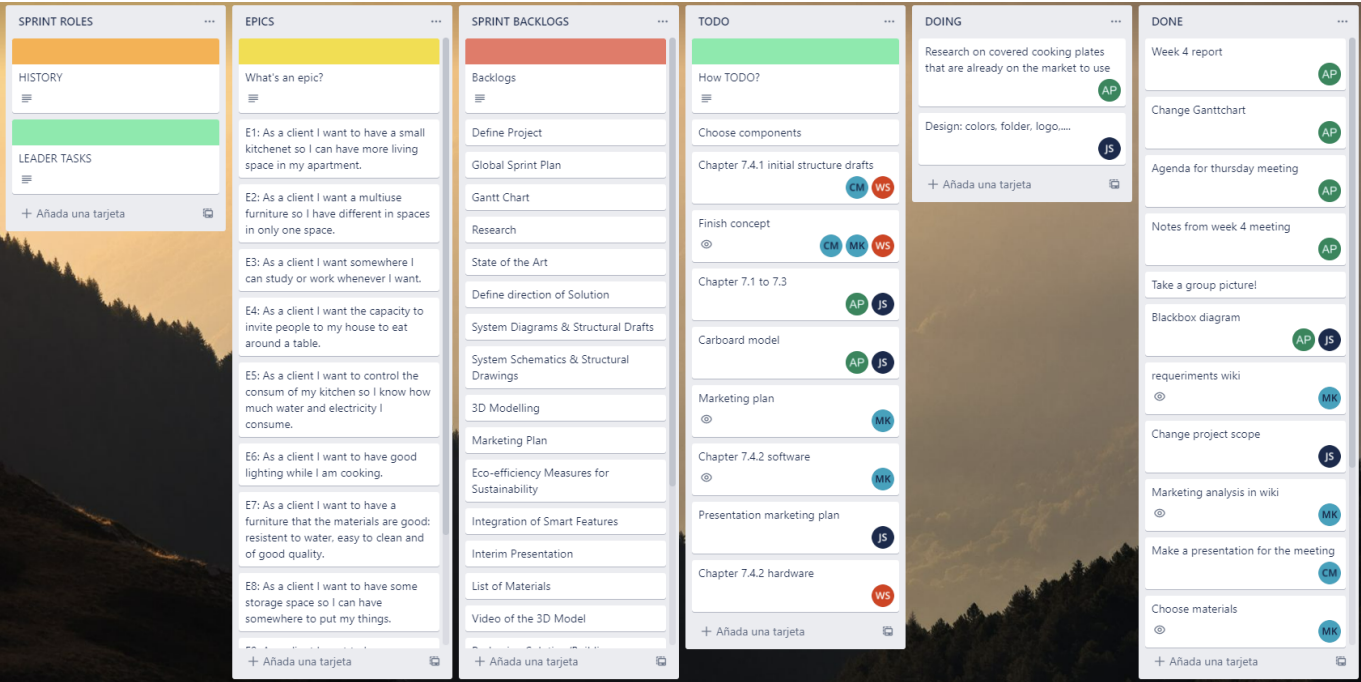 SPRINT ROLES
HISTORY
LEADER TASKS
+ Añada una tarjeta
EPICS
What's an epic?
E1: As a client I want to have a small
kitchenet so I can have more living
space in my apartment.
E2: As a client I want a multiuse
furniture so I have different in spaces
in only one space.
E3: As a client I want somewhere I
can study or work whenever I want.
E4: As a client I want the capacity to
invite people to my house to eat
around a table.
E5: As a client I want to control the
consum of my kitchen so I know how
much water and electricity I
consume.
E6: As a client I want to have good
lighting while I am cooking.
E7: As a client I want to have a
furniture that the materials are good:
resistent to water, easy to clean and
of good quality.
E8: As a client I want to have some
storage space so I can have
somewhere to put my things.
+ Añada una tarjeta
SPRINT BACKLOGS
Backlogs
Define Project
Global Sprint Plan
Gantt Chart
Research
State of the Art
Define direction of Solution
System Diagrams & Structural Drafts
System Schematics & Structural
Drawings
3D Modelling
Marketing Plan
Eco-efficiency Measures for
Sustainability
Integration of Smart Features
Interim Presentation
List of Materials
Video of the 3D Model
+ Añada una tarjeta
TODO
How TODO?
Choose components
Chapter 7.4.1 initial structure drafts
CM WS
Finish concept
CM MK WS
Chapter 7.1 to 7.3
AP JS
Carboard model
AP JS
Marketing plan
MK
Chapter 7.4.2 software
MK
Presentation marketing plan
JS
Chapter 7.4.2 hardware
WS
+ Añada una tarjeta
DOING
Research on covered cooking plates
that are already on the market to use
AP
Design: colors, folder, logo,....
JS
+ Añada una tarjeta
DONE
Week 4 report
AP
Change Ganttchart
AP
Agenda for thursday meeting
AP
Notes from week 4 meeting
AP
Take a group picture!
Blackbox diagram
AP JS
requeriments wiki
MK
Change project scope
JS
Marketing analysis in wiki
MK
Make a presentation for the meeting
CM
Choose materials
MK
+ Añada una tarjeta